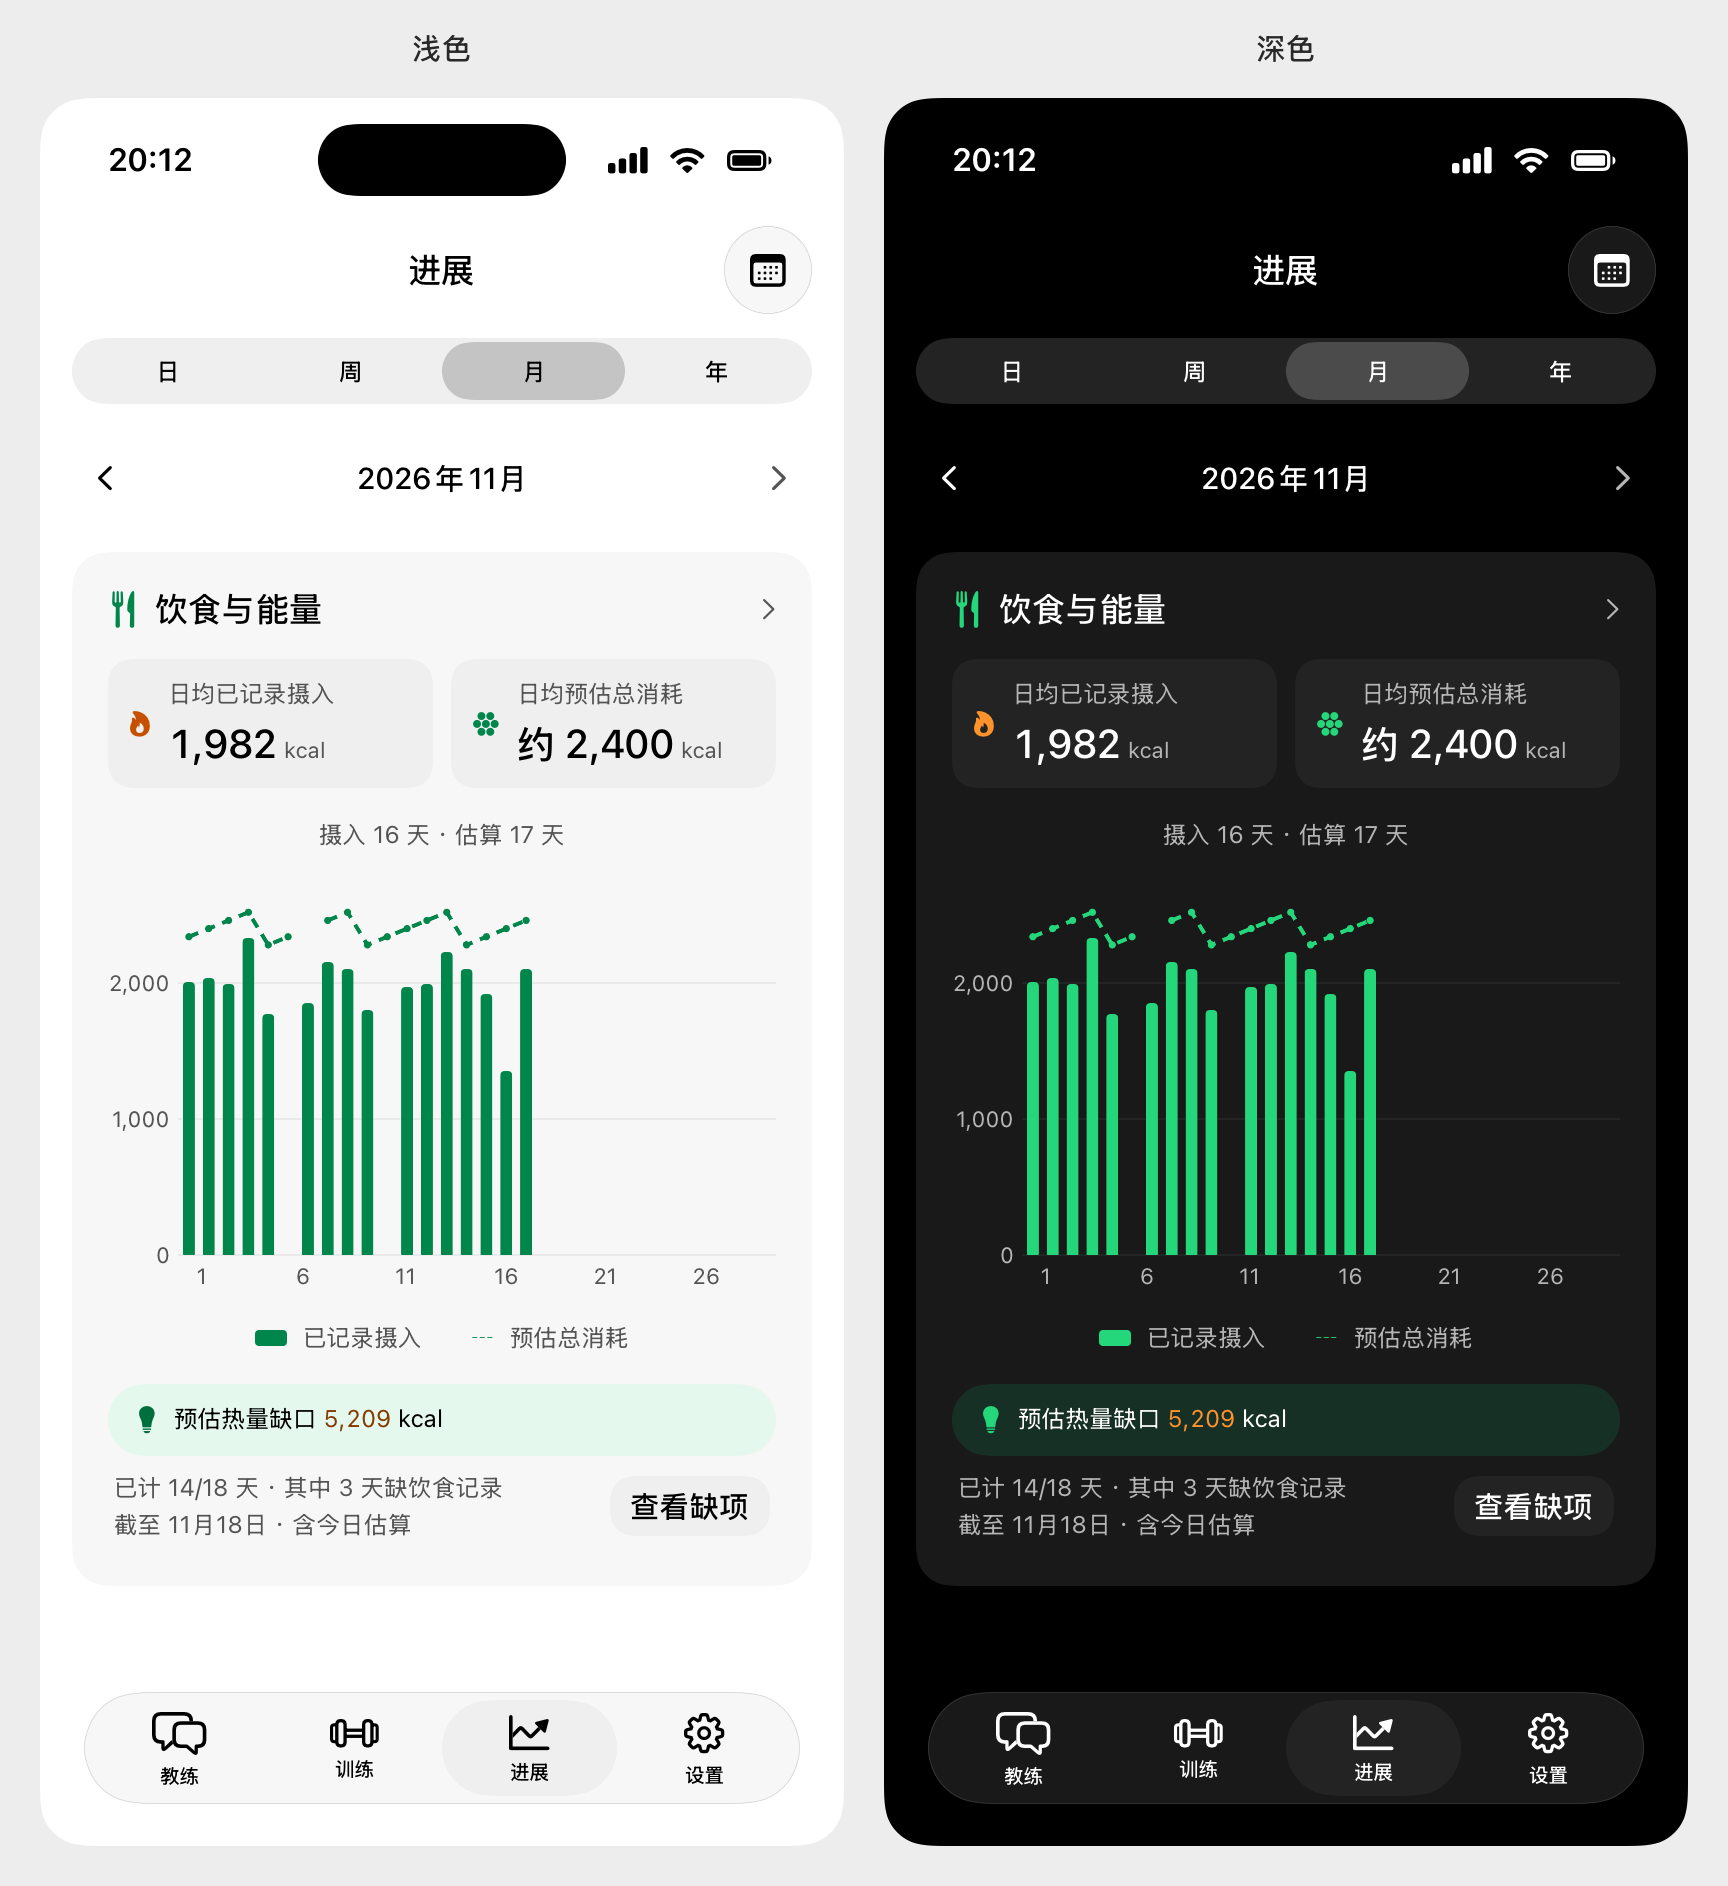 浅色
20:12
进展
日 周 月 年
2026年11月
饮食与能量
日均已记录摄入 日均预估总消耗
1,982 kcal 约 2,400 kcal
摄入 16 天 · 估算 17 天
2,000
1,000
0
1 6 11 16 21 26
已记录摄入 预估总消耗
预估热量缺口 5,209 kcal
已计 14/18 天 · 其中 3 天缺饮食记录
截至 11月18日 · 含今日估算
查看缺项
教练 训练 进展 设置
深色
20:12
进展
日 周 月 年
2026年11月
饮食与能量
日均已记录摄入 日均预估总消耗
1,982 kcal 约 2,400 kcal
摄入 16 天 · 估算 17 天
2,000
1,000
0
1 6 11 16 21 26
已记录摄入 预估总消耗
预估热量缺口 5,209 kcal
已计 14/18 天 · 其中 3 天缺饮食记录
截至 11月18日 · 含今日估算
查看缺项
教练 训练 进展 设置